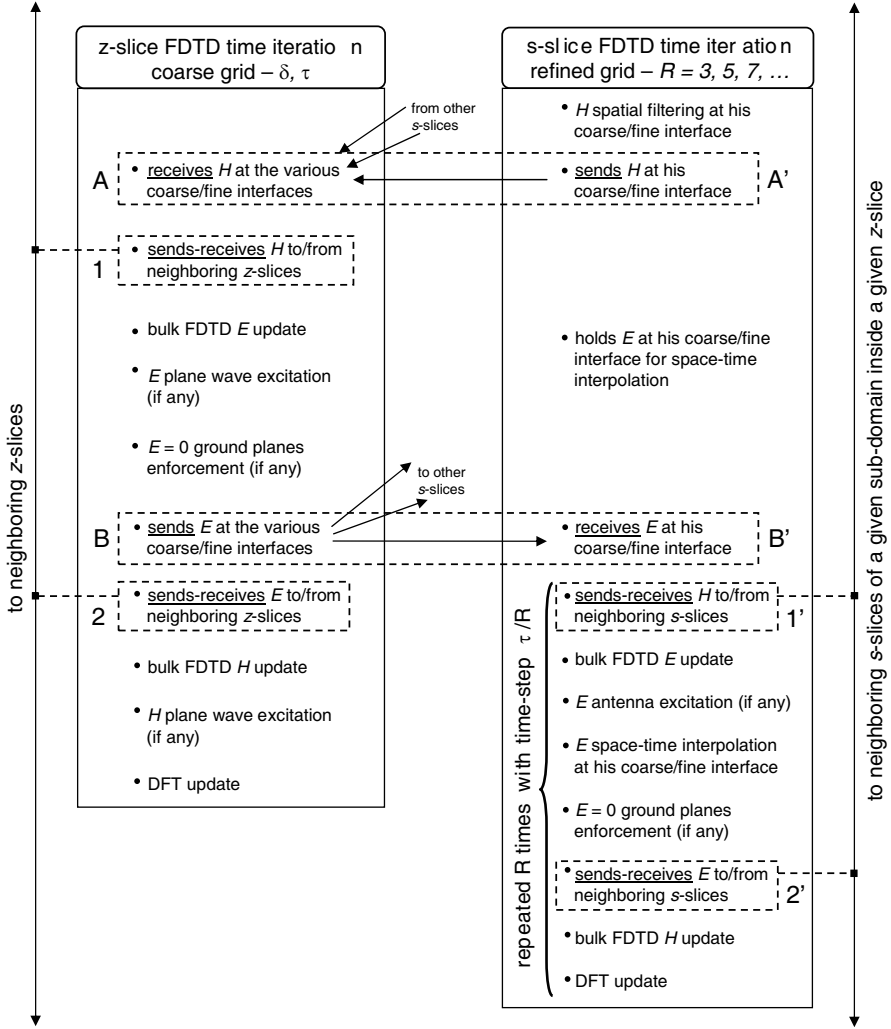 z-slice FDTD time iteratio n
coarse grid – δ, τ
from other
s-slices
A
• receives H at the various
coarse/fine interfaces
1
• sends-receives H to/from
neighboring z-slices
• bulk FDTD E update
• E plane wave excitation
(if any)
• E = 0 ground planes
enforcement (if any)
to other
s-slices
B
• sends E at the various
coarse/fine interfaces
2
• sends-receives E to/from
neighboring z-slices
• bulk FDTD H update
• H plane wave excitation
(if any)
• DFT update
to neighboring z-slices
s-slice FDTD time iter ation
refined grid – R = 3, 5, 7, …
• H spatial filtering at his
coarse/fine interface
• sends H at his
coarse/fine interface
A'
• holds E at his coarse/fine
interface for space-time
interpolation
• receives E at his
coarse/fine interface
B'
repeated R times with time-step τ/R
• sends-receives H to/from
neighboring s-slices
1'
• bulk FDTD E update
• E antenna excitation (if any)
• E space-time interpolation
at his coarse/fine interface
• E = 0 ground planes
enforcement (if any)
• sends-receives E to/from
neighboring s-slices
2'
• bulk FDTD H update
• DFT update
to neighboring s-slices of a given sub-domain inside a given z-slice